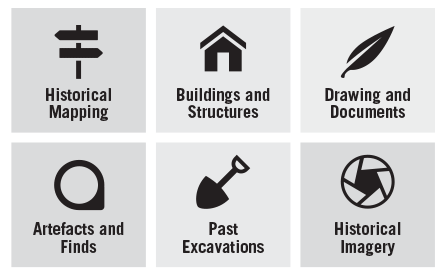 Historical
Mapping
Buildings and
Structures
Drawing and
Documents
Artefacts and
Finds
Past
Excavations
Historical
Imagery